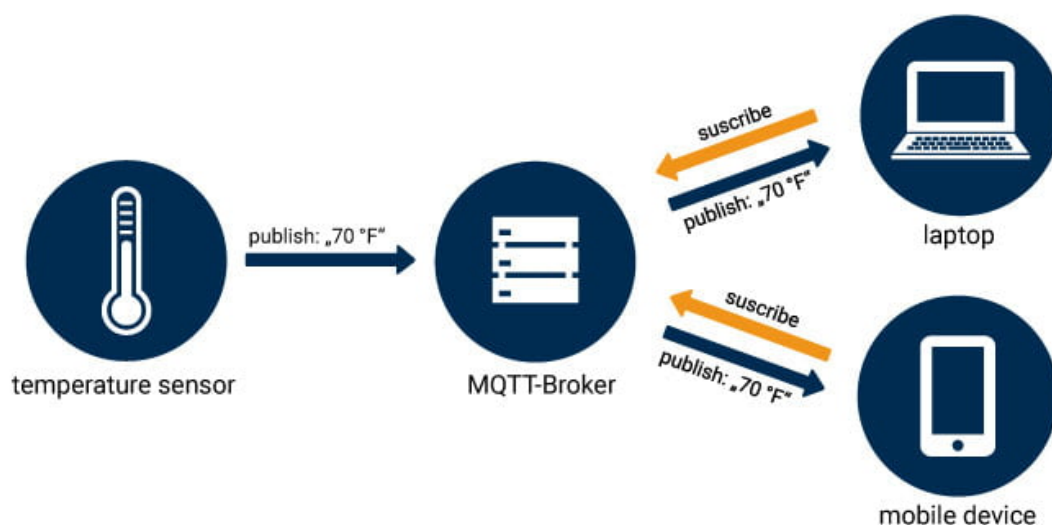 suscribe
publish: „70 °F“
laptop
publish: „70 °F“
temperature sensor
MQTT-Broker
suscribe
publish: „70 °F“
mobile device